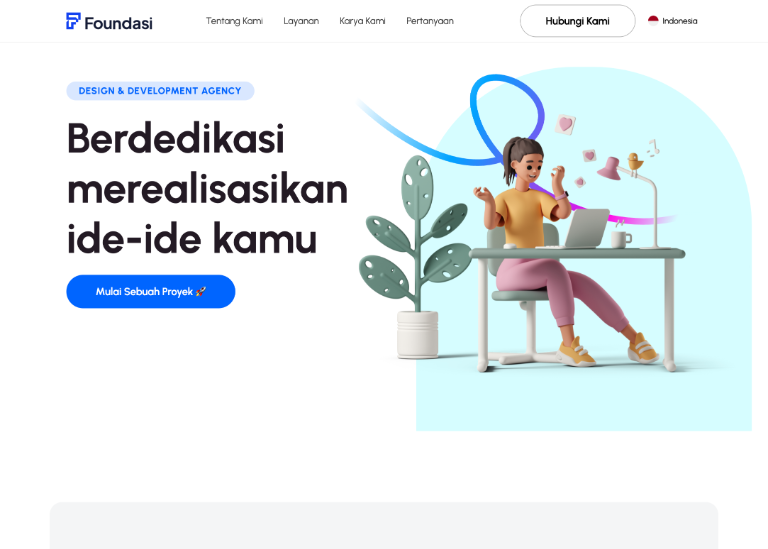 Foundasi
Tentang Kami
Layanan
Karya Kami
Pertanyaan
Hubungi Kami
Indonesia
DESIGN & DEVELOPMENT AGENCY
Berdedikasi
merealisasikan
ide-ide kamu
Mulai Sebuah Proyek 🚀